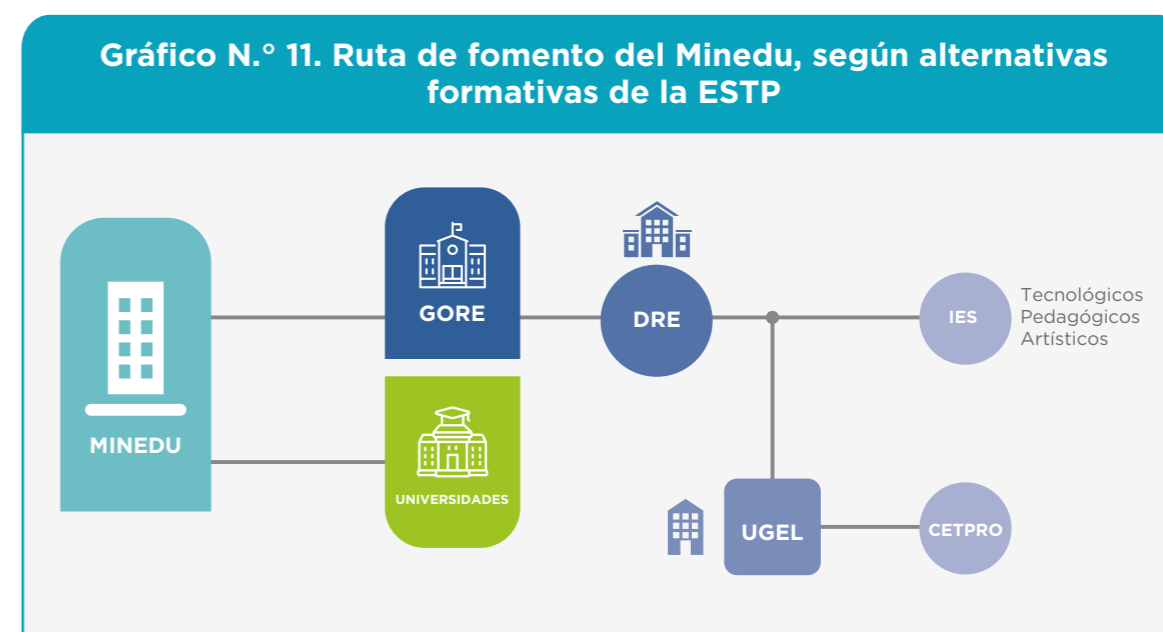 Gráfico N.° 11. Ruta de fomento del Minedu, según alternativas
formativas de la ESTP
MINEDU
GORE
UNIVERSIDADES
DRE
IES
Tecnológicos
Pedagógicos
Artísticos
UGEL
CETPRO